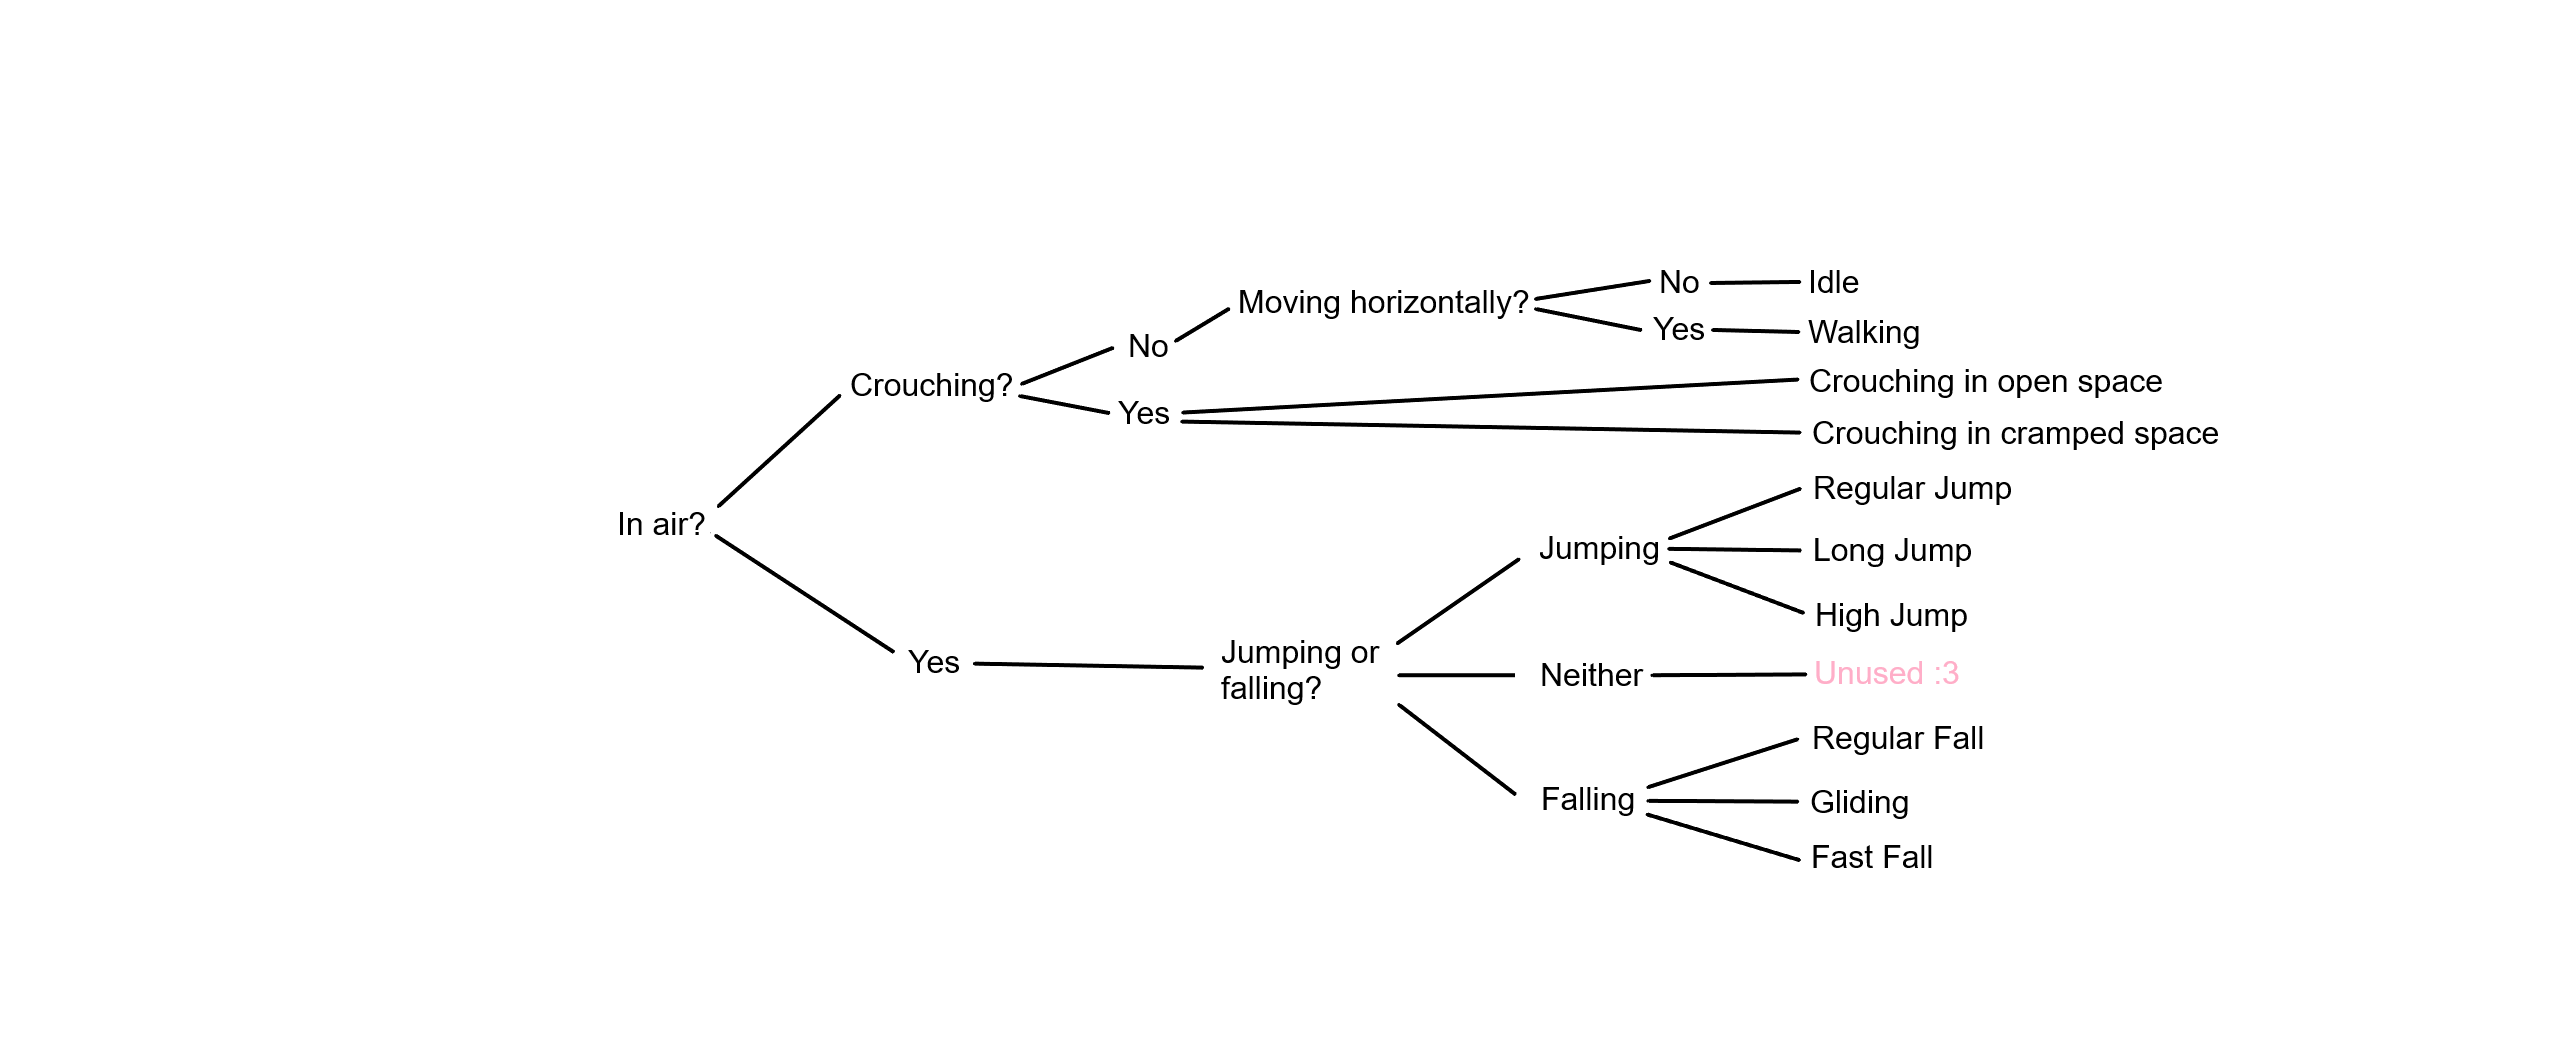 In air?
Crouching?
No
Moving horizontally?
No
Idle
Yes
Walking
Yes
Crouching in open space
Crouching in cramped space
Yes
Jumping or
falling?
Jumping
Regular Jump
Long Jump
High Jump
Neither
Unused :3
Falling
Regular Fall
Gliding
Fast Fall